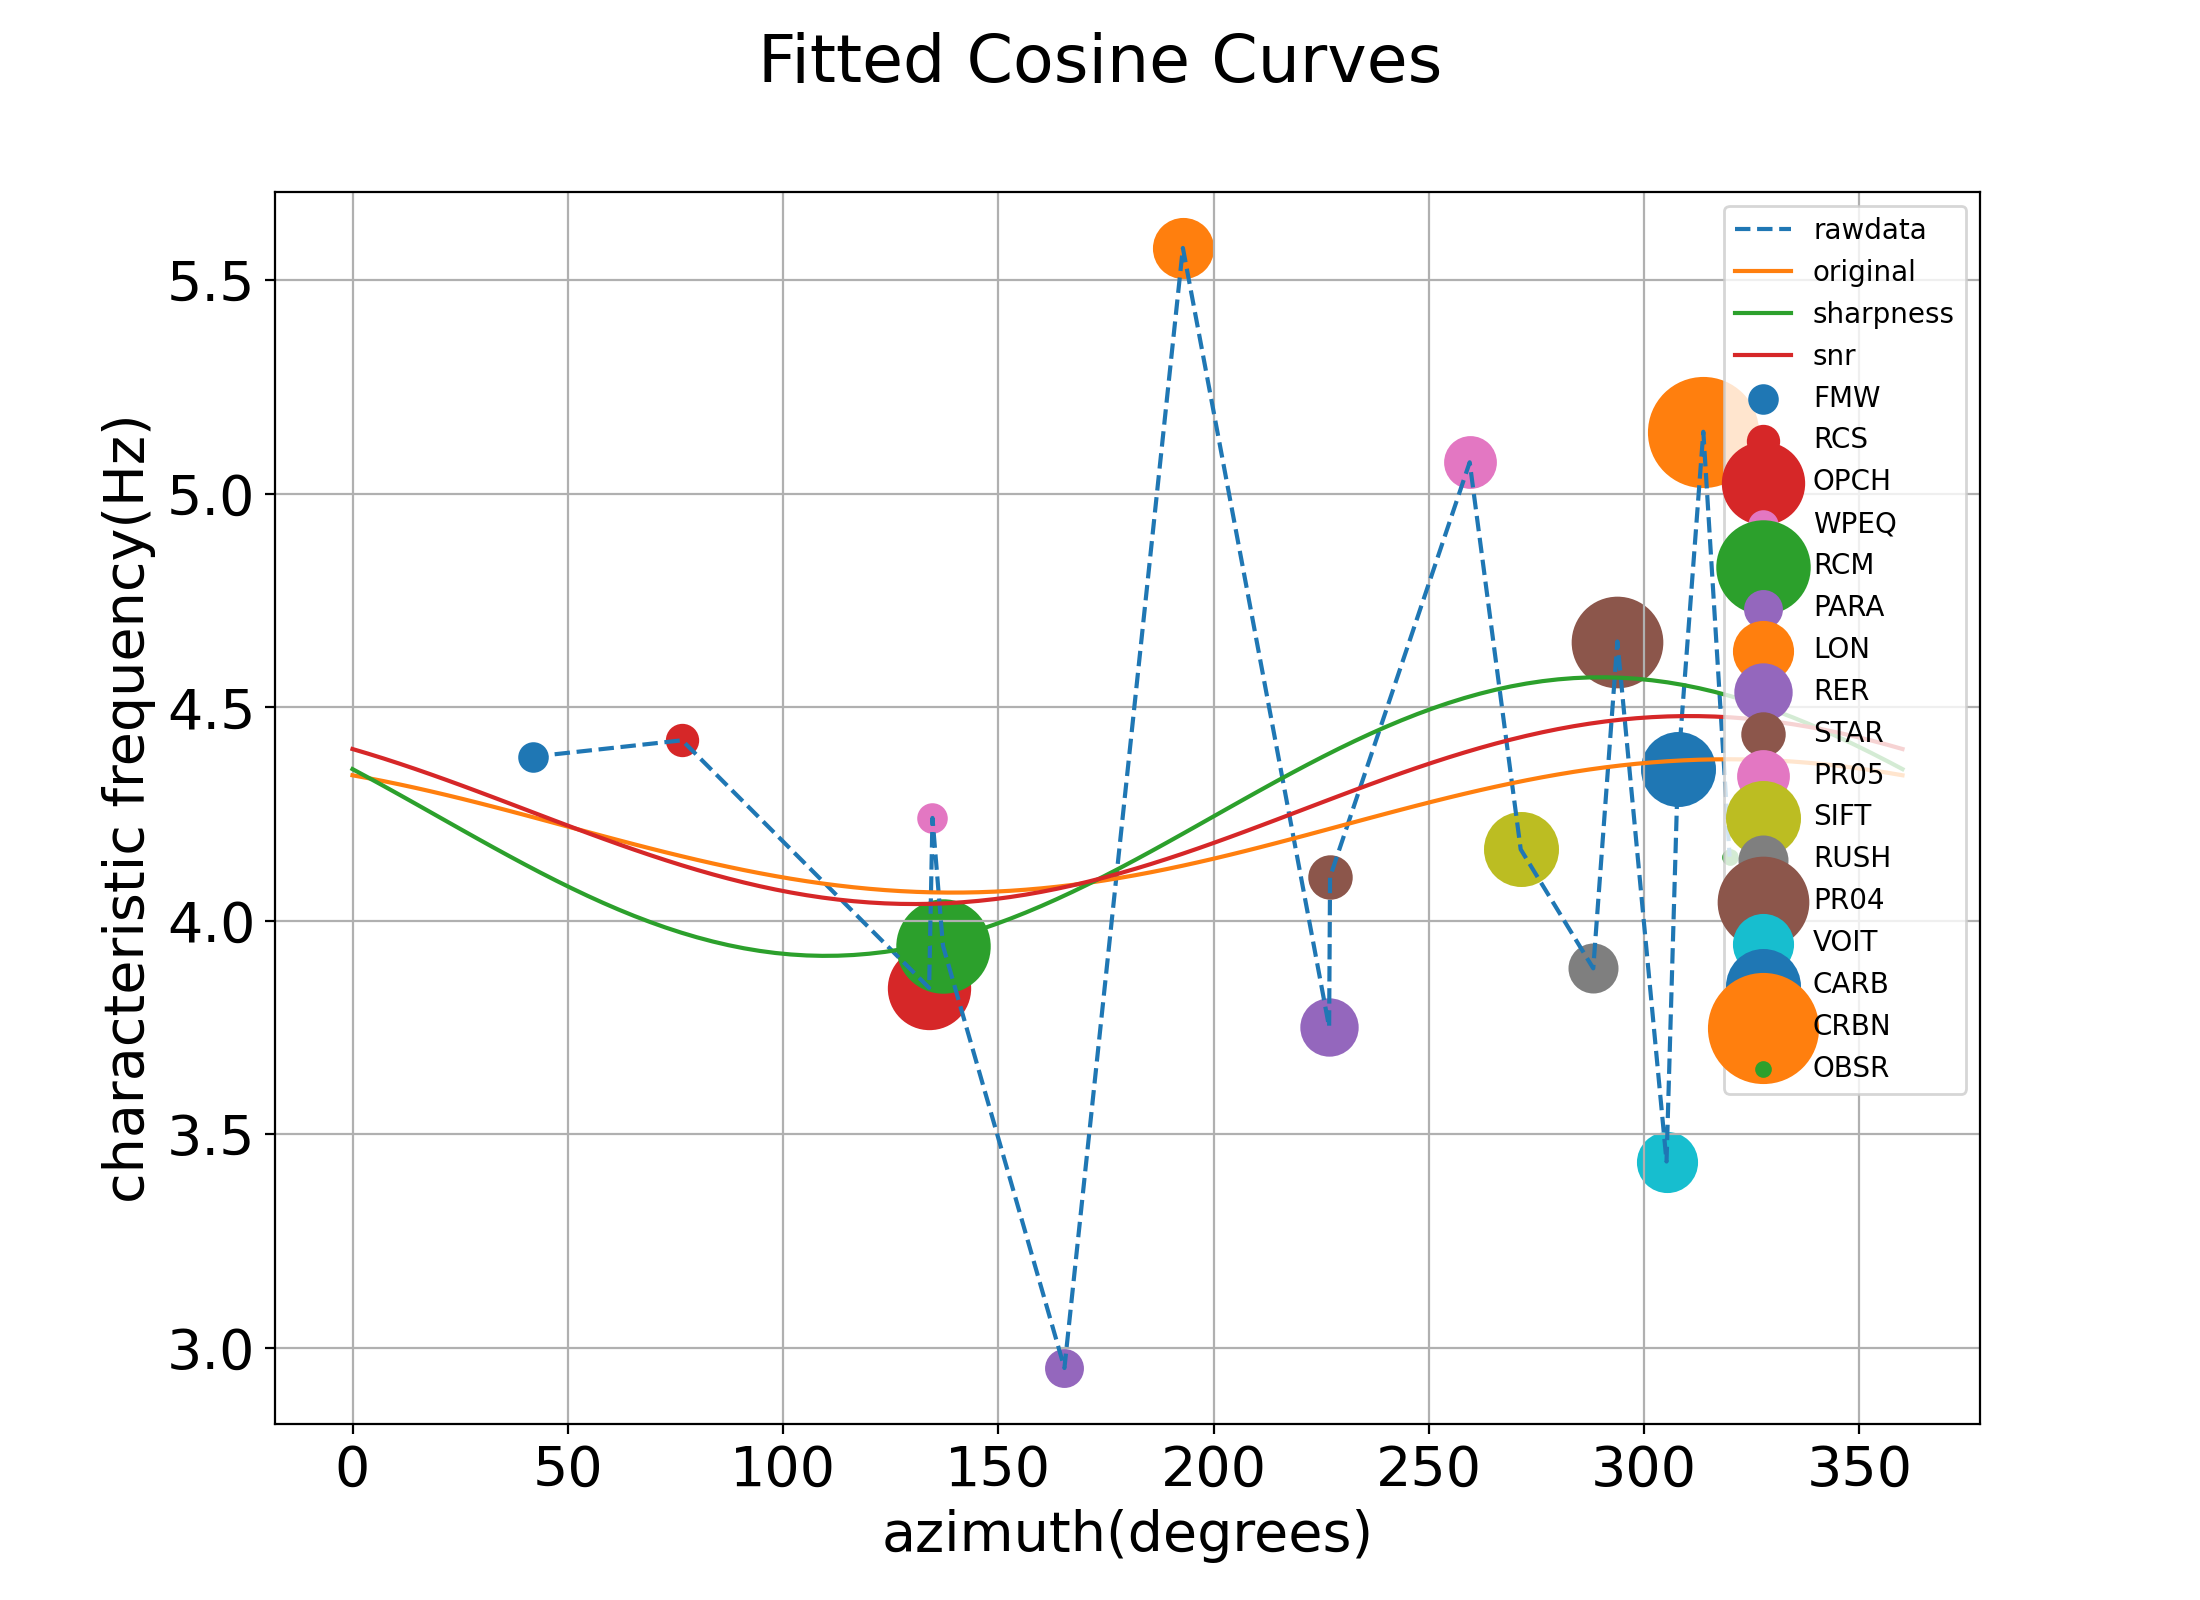 Fitted Cosine Curves
characteristic frequency(Hz)
5.5
5.0
4.5
4.0
3.5
3.0
0 50 100 150 200 250 300 350
azimuth(degrees)
rawdata
original
sharpness
snr
FMW
RCS
OPCH
WPEQ
RCM
PARA
LON
RER
STAR
PR05
SIFT
RUSH
PR04
VOIT
CARB
CRBN
OBSR